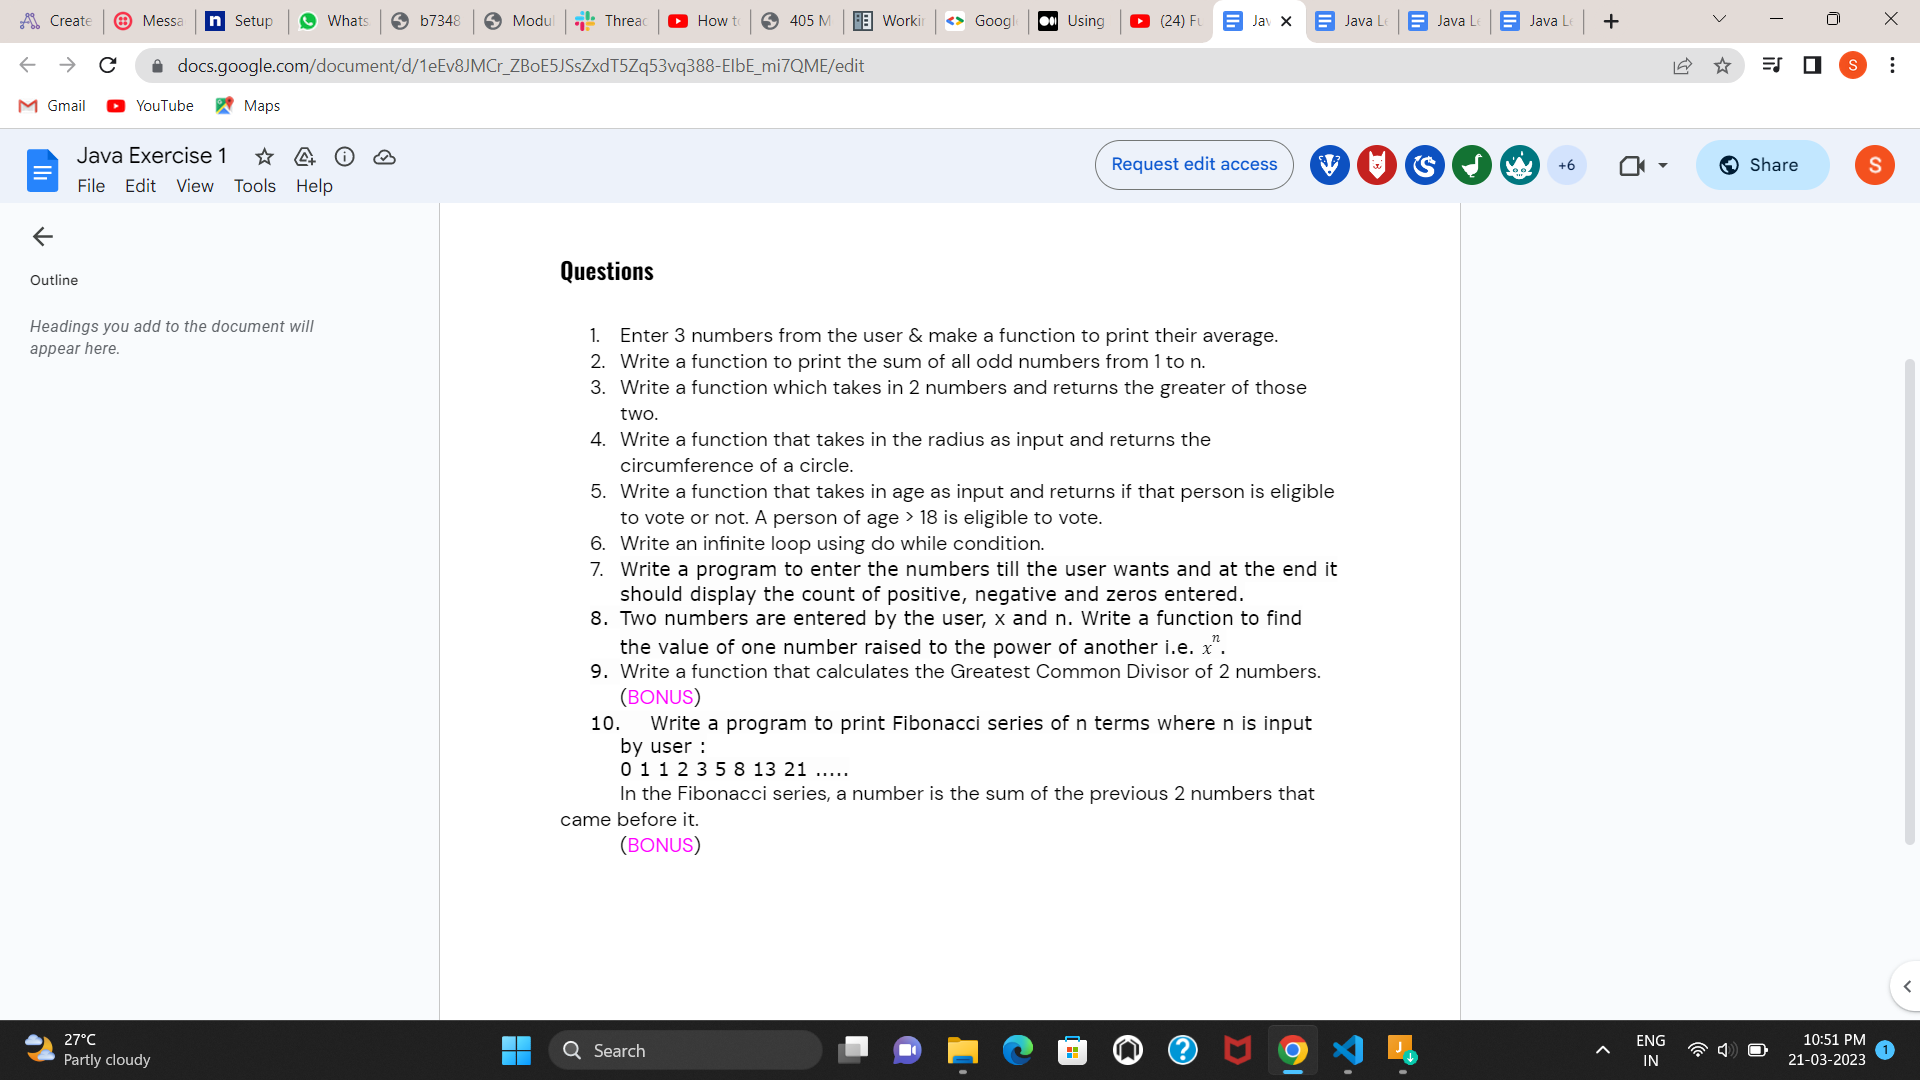 Create Messa Setup Whats b7348 Modul Threac How to 405 M Workin Google Using (24) Fu Jav Java Le Java Le Java Le
docs.google.com/document/d/1eEv8JMCr_ZBoE5JSsZxdT5Zq53vq388-ElbE_mi7QME/edit S
Gmail YouTube Maps
Java Exercise 1
File Edit View Tools Help
Request edit access +6 Share S
Outline
Headings you add to the document will
appear here.
Questions
1. Enter 3 numbers from the user & make a function to print their average.
2. Write a function to print the sum of all odd numbers from 1 to n.
3. Write a function which takes in 2 numbers and returns the greater of those
two.
4. Write a function that takes in the radius as input and returns the
circumference of a circle.
5. Write a function that takes in age as input and returns if that person is eligible
to vote or not. A person of age > 18 is eligible to vote.
6. Write an infinite loop using do while condition.
7. Write a program to enter the numbers till the user wants and at the end it
should display the count of positive, negative and zeros entered.
8. Two numbers are entered by the user, x and n. Write a function to find
the value of one number raised to the power of another i.e. xⁿ.
9. Write a function that calculates the Greatest Common Divisor of 2 numbers.
(BONUS)
10. Write a program to print Fibonacci series of n terms where n is input
by user :
0 1 1 2 3 5 8 13 21 .....
In the Fibonacci series, a number is the sum of the previous 2 numbers that
came before it.
(BONUS)
27°C
Partly cloudy
Search
ENG
IN
10:51 PM
21-03-2023
1